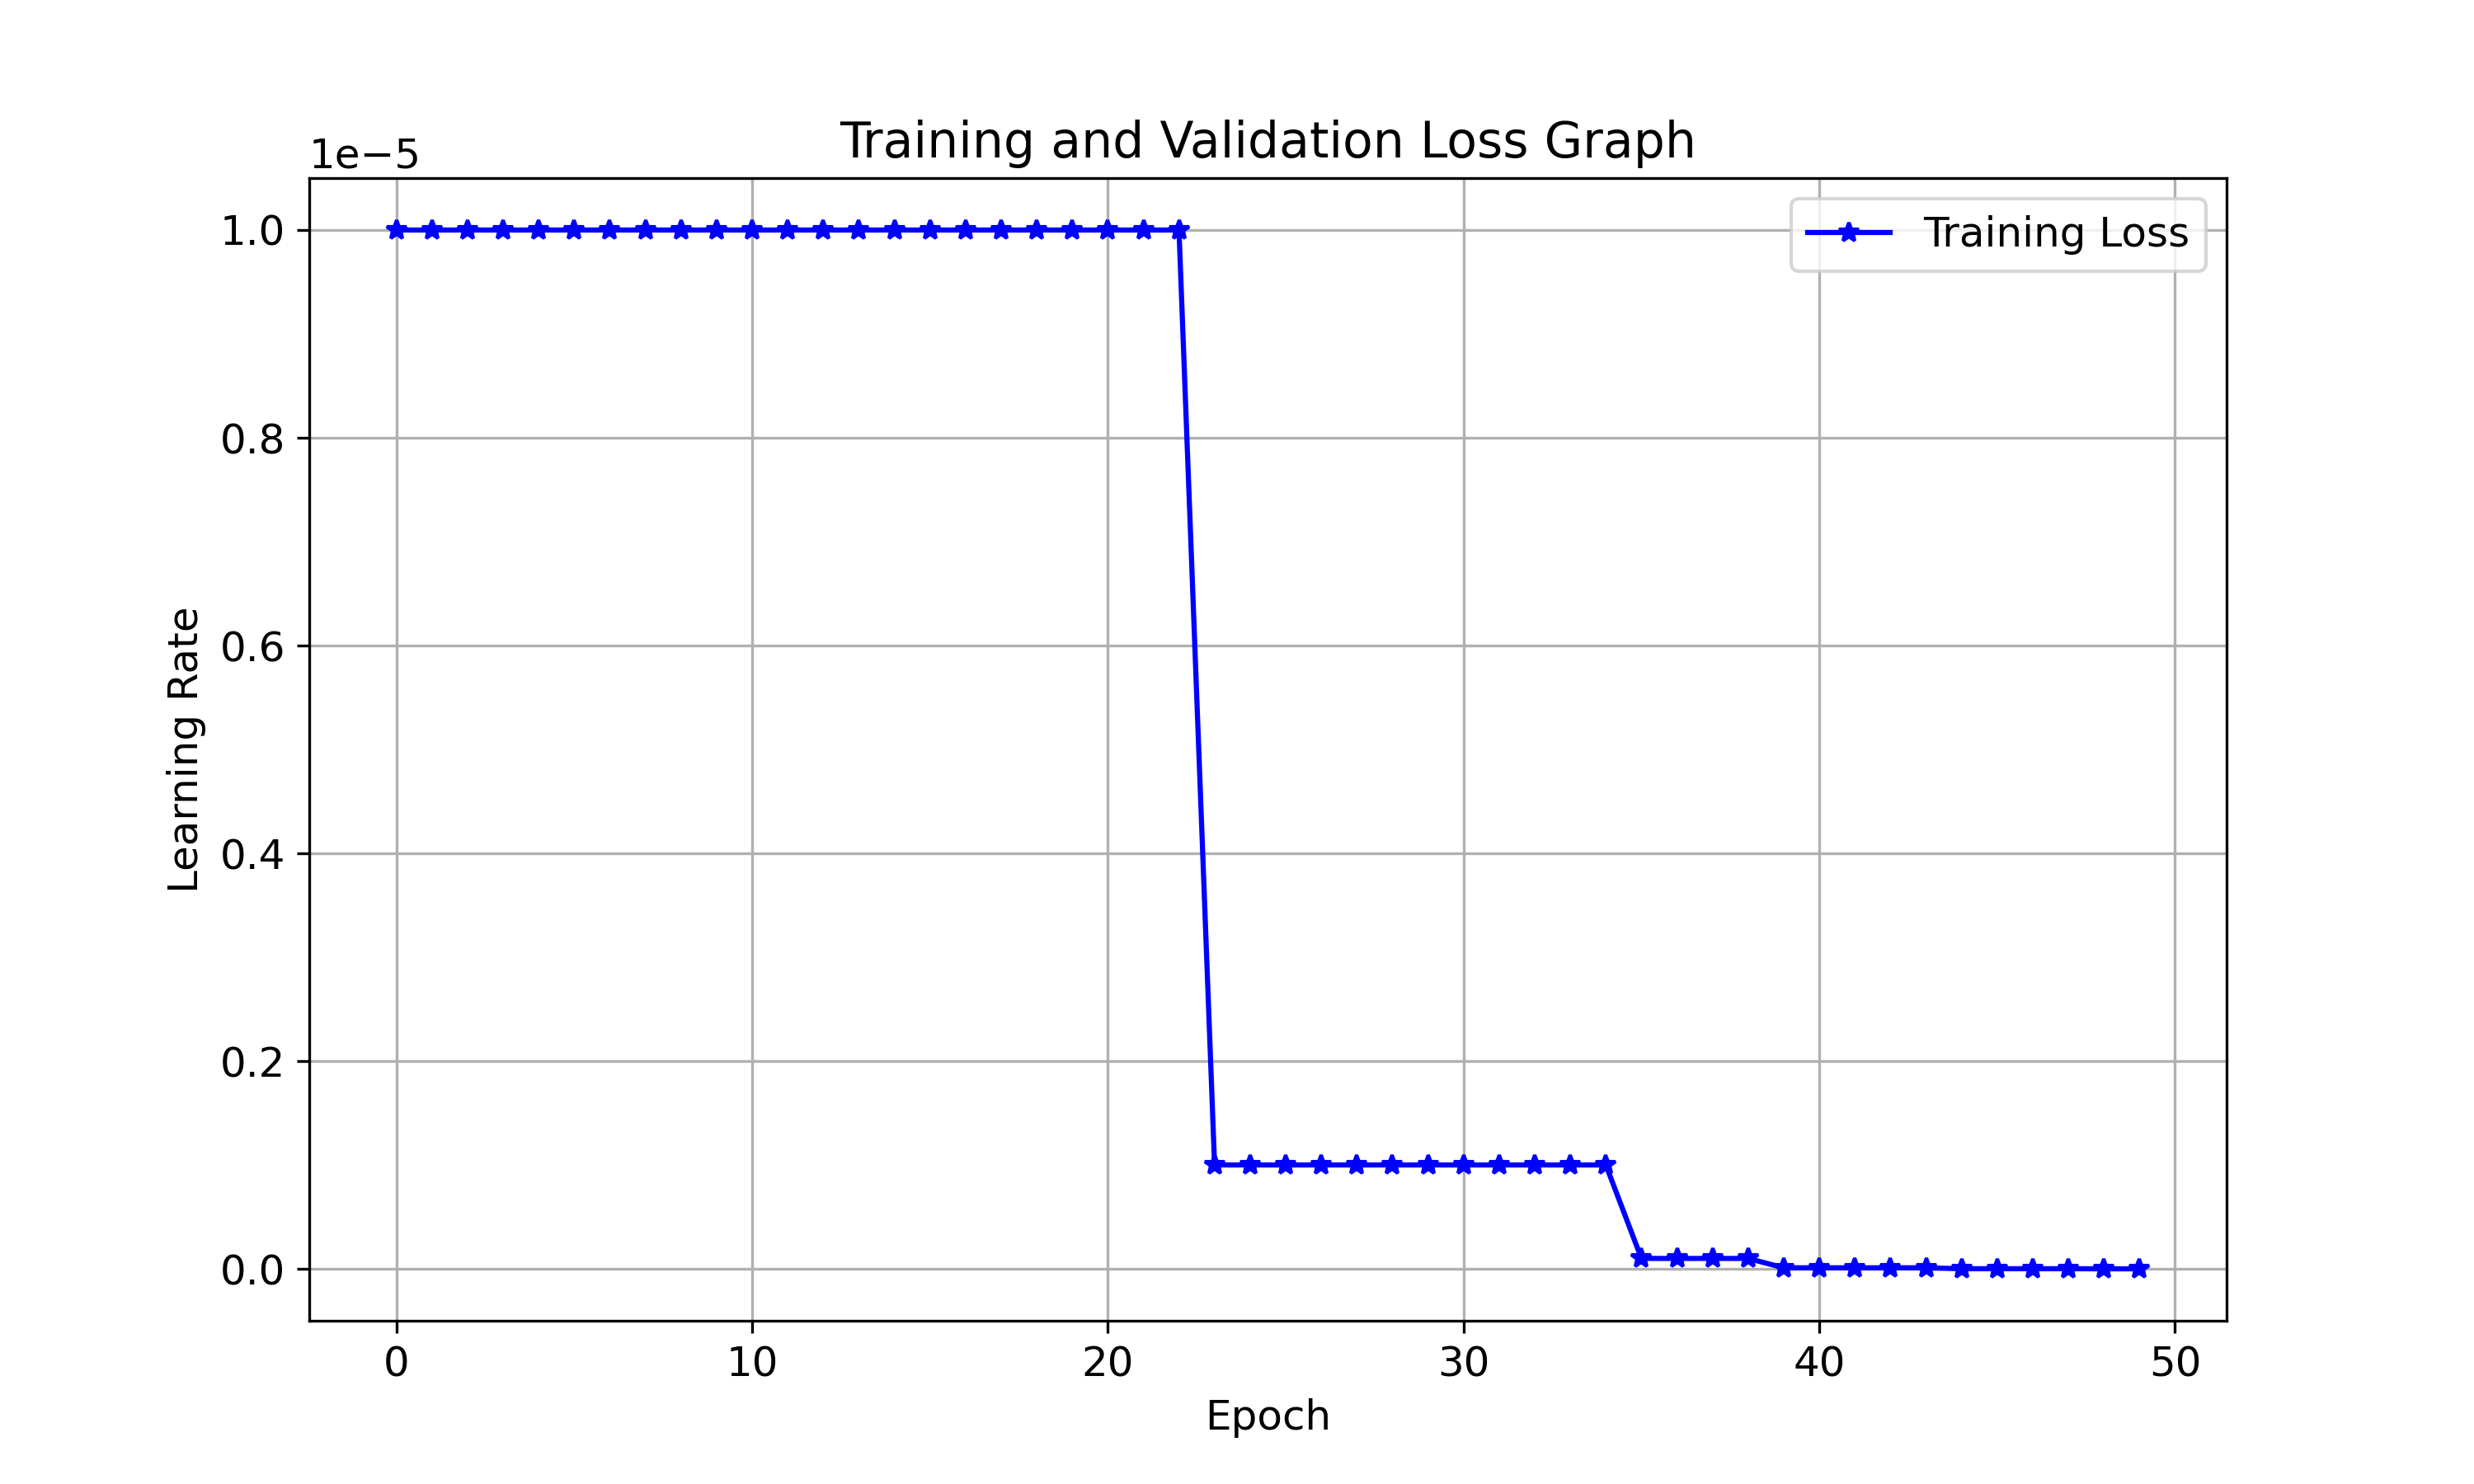 Training and Validation Loss Graph
1e−5
Training Loss
1.0
0.8
0.6
0.4
0.2
0.0
Learning Rate
0 10 20 30 40 50
Epoch